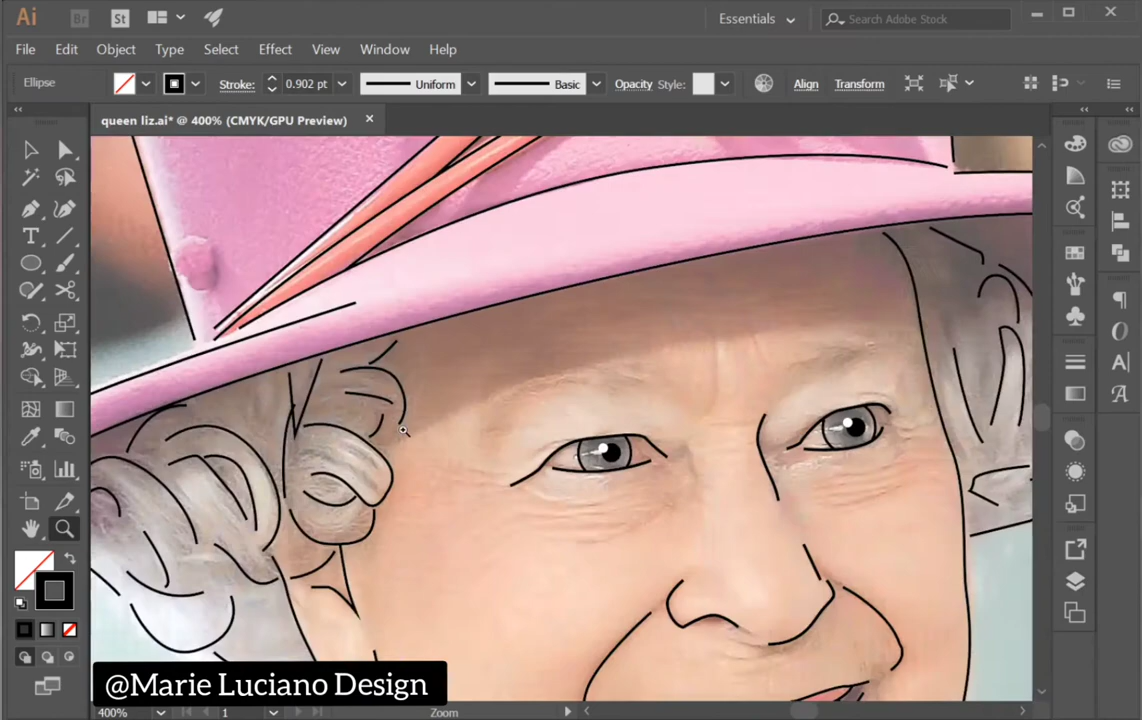 Ai Br St Essentials Search Adobe Stock
File Edit Object Type Select Effect View Window Help
Ellipse Stroke: 0.902 pt Uniform Basic Opacity Style: Align Transform
queen liz.ai* @ 400% (CMYK/GPU Preview)
@Marie Luciano Design
400% 1 Zoom